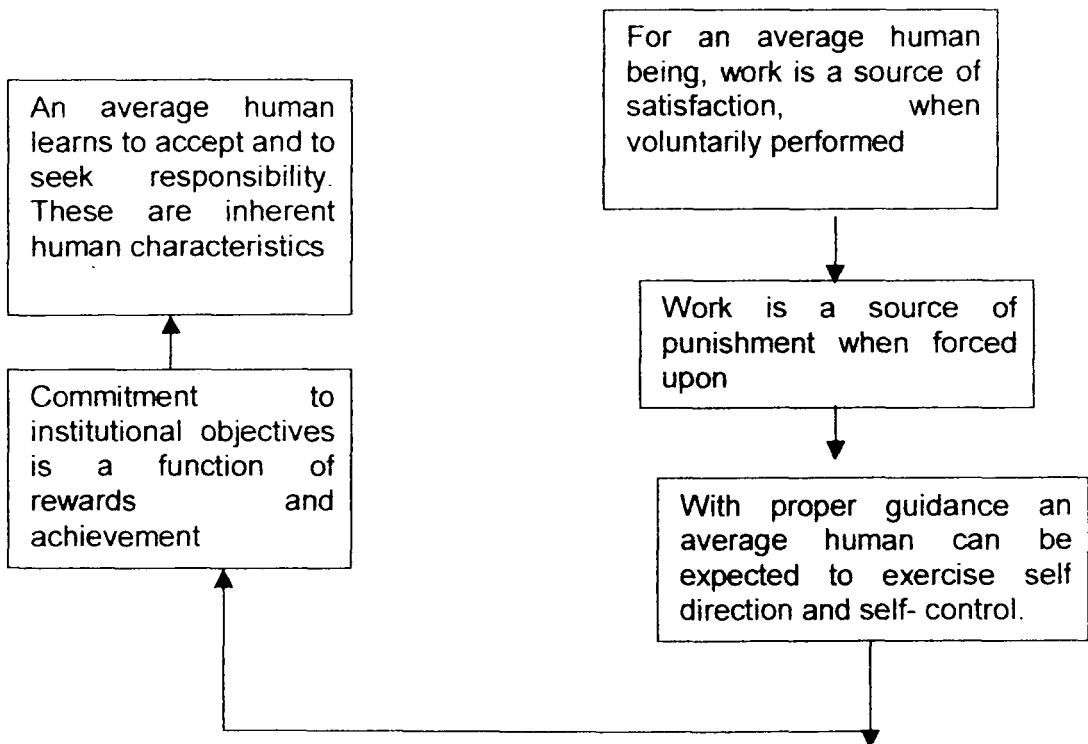 For an average human
being, work is a source of
satisfaction, when
voluntarily performed
Work is a source of
punishment when forced
upon
With proper guidance an
average human can be
expected to exercise self
direction and self- control.
Commitment to
institutional objectives
is a function of
rewards and
achievement
An average human
learns to accept and to
seek responsibility.
These are inherent
human characteristics